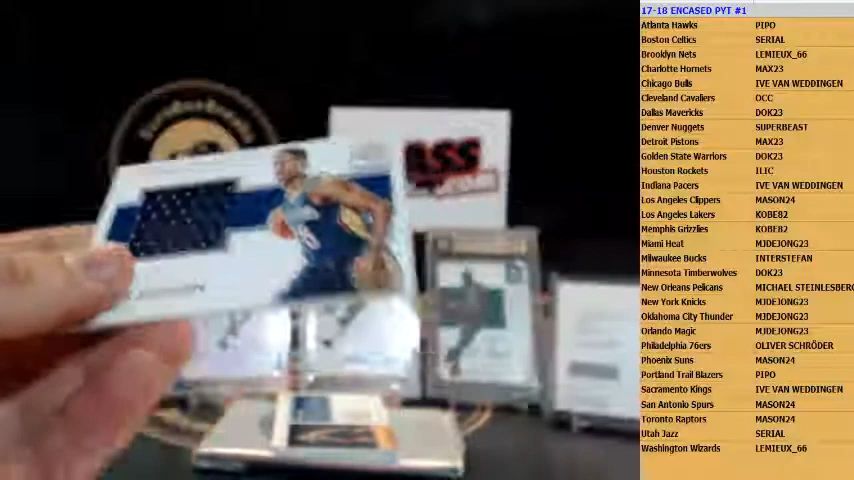 17-18 ENCASED PYT #1
Atlanta Hawks PIPO
Boston Celtics SERIAL
Brooklyn Nets LEMIEUX_66
Charlotte Hornets MAX23
Chicago Bulls IVE VAN WEDDINGEN
Cleveland Cavaliers OCC
Dallas Mavericks DOK23
Denver Nuggets SUPERBEAST
Detroit Pistons MAX23
Golden State Warriors DOK23
Houston Rockets ILIC
Indiana Pacers IVE VAN WEDDINGEN
Los Angeles Clippers MASON24
Los Angeles Lakers KOBE82
Memphis Grizzlies KOBE82
Miami Heat MJDEJONG23
Milwaukee Bucks INTERSTEFAN
Minnesota Timberwolves DOK23
New Orleans Pelicans MICHAEL STEINLESBERG
New York Knicks MJDEJONG23
Oklahoma City Thunder MJDEJONG23
Orlando Magic MJDEJONG23
Philadelphia 76ers OLIVER SCHRÖDER
Phoenix Suns MASON24
Portland Trail Blazers PIPO
Sacramento Kings IVE VAN WEDDINGEN
San Antonio Spurs MASON24
Toronto Raptors MASON24
Utah Jazz SERIAL
Washington Wizards LEMIEUX_66